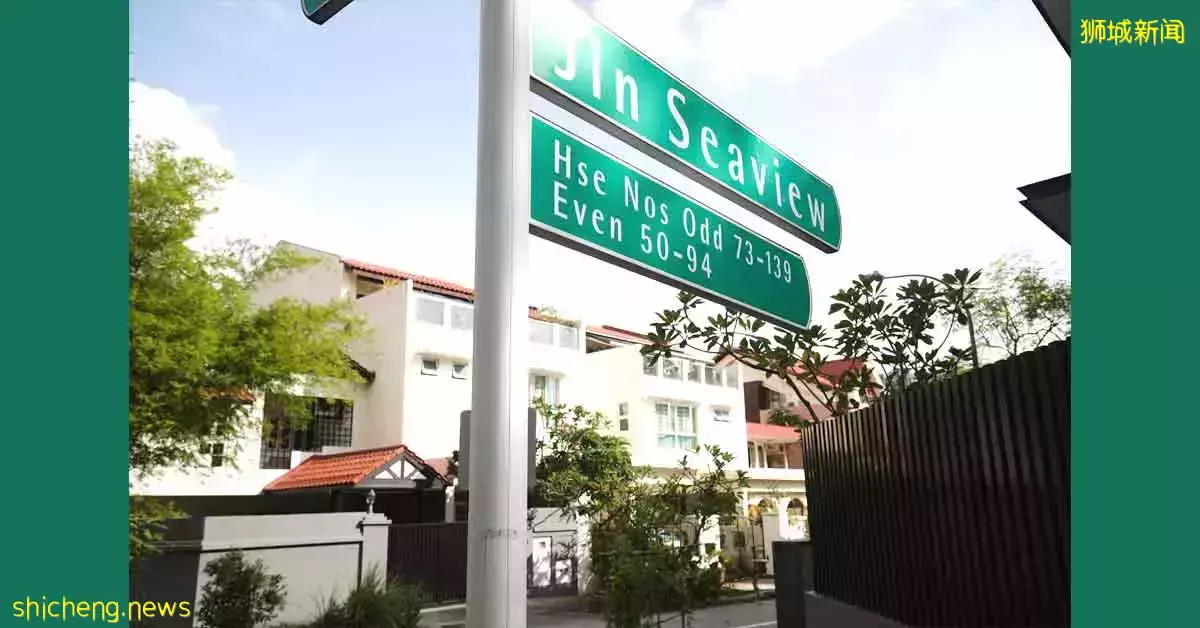 狮城新闻
Jln Seaview
Hse Nos Odd 73-139
Even 50-94
shicheng.news